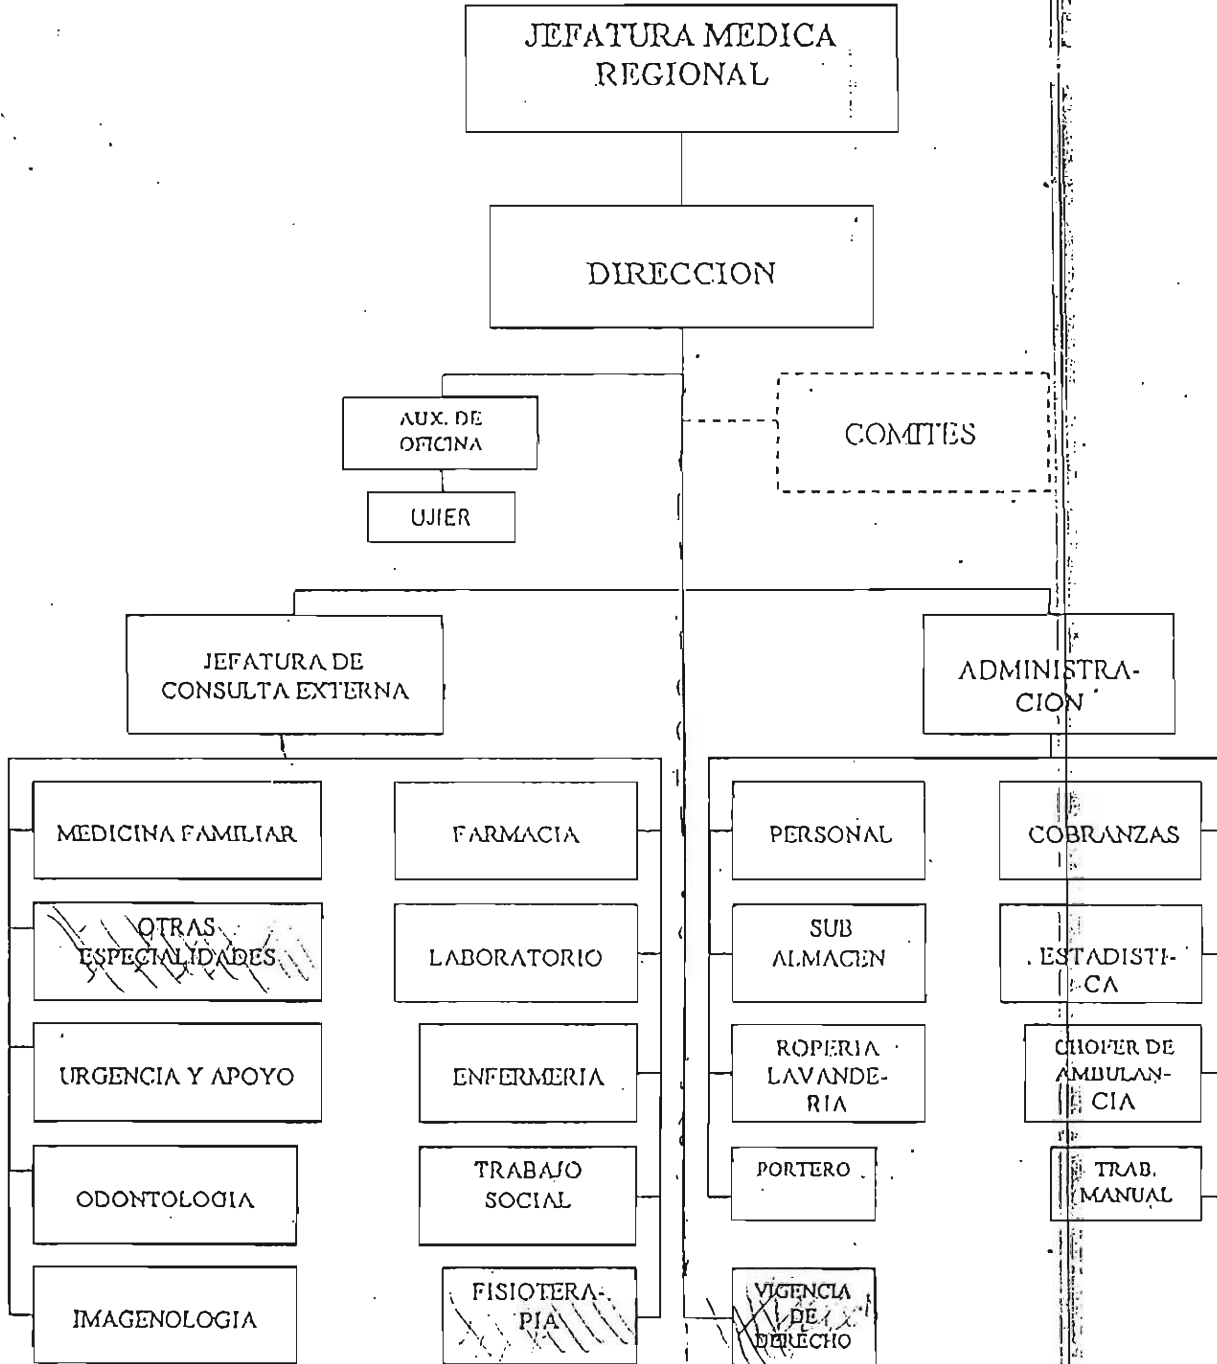 JEFATURA MEDICA
REGIONAL
DIRECCION
AUX. DE
OFICINA
COMITES
UJIER
JEFATURA DE
CONSULTA EXTERNA
ADMINISTRA-
CION
MEDICINA FAMILIAR
FARMACIA
PERSONAL
COBRANZAS
OTRAS
ESPECIALIDADES
LABORATORIO
SUB
ALMACEN
ESTADISTI-
CA
URGENCIA Y APOYO
ENFERMERIA
ROPERIA
LAVANDE-
RIA
CHOFER DE
AMBULAN-
CIA
ODONTOLOGIA
TRABAJO
SOCIAL
PORTERO
TRAB.
MANUAL
IMAGENOLOGIA
FISIOTERA-
PIA
VIGENCIA
DE
DERECHO